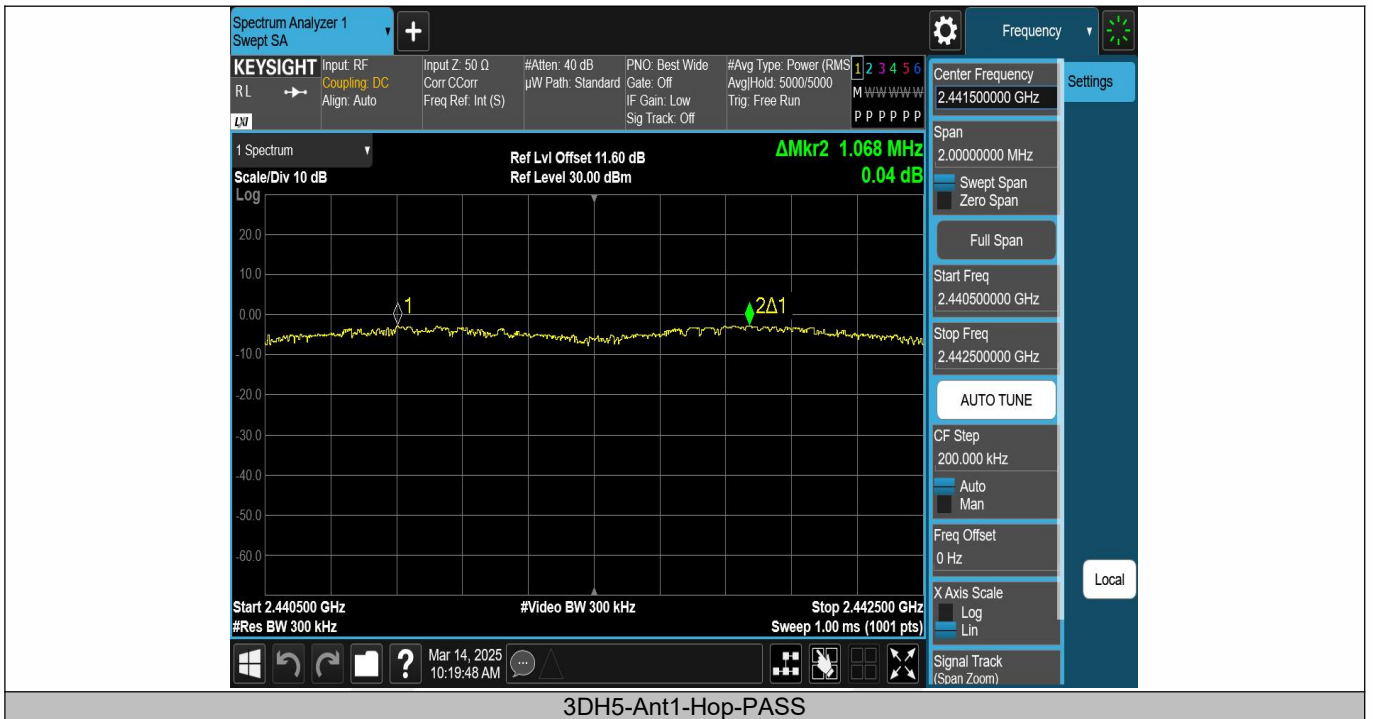 Spectrum Analyzer 1
Swept SA
+
Frequency
KEYSIGHT
RL
LXI
Input: RF
Coupling: DC
Align: Auto
Input Z: 50 Ω
Corr CCorr
Freq Ref: Int (S)
#Atten: 40 dB
µW Path: Standard
PNO: Best Wide
Gate: Off
IF Gain: Low
Sig Track: Off
#Avg Type: Power (RMS
Avg|Hold: 5000/5000
Trig: Free Run
1 2 3 4 5 6
M W W W W W
P P P P P P
1 Spectrum
Scale/Div 10 dB
Log
Ref Lvl Offset 11.60 dB
Ref Level 30.00 dBm
ΔMkr2 1.068 MHz
0.04 dB
20.0
10.0
0.00
-10.0
-20.0
-30.0
-40.0
-50.0
-60.0
1
2Δ1
Start 2.440500 GHz
#Res BW 300 kHz
#Video BW 300 kHz
Stop 2.442500 GHz
Sweep 1.00 ms (1001 pts)
Center Frequency
2.441500000 GHz
Settings
Span
2.00000000 MHz
Swept Span
Zero Span
Full Span
Start Freq
2.440500000 GHz
Stop Freq
2.442500000 GHz
AUTO TUNE
CF Step
200.000 kHz
Auto
Man
Freq Offset
0 Hz
Local
X Axis Scale
Log
Lin
Signal Track
(Span Zoom)
?
Mar 14, 2025
10:19:48 AM
3DH5-Ant1-Hop-PASS